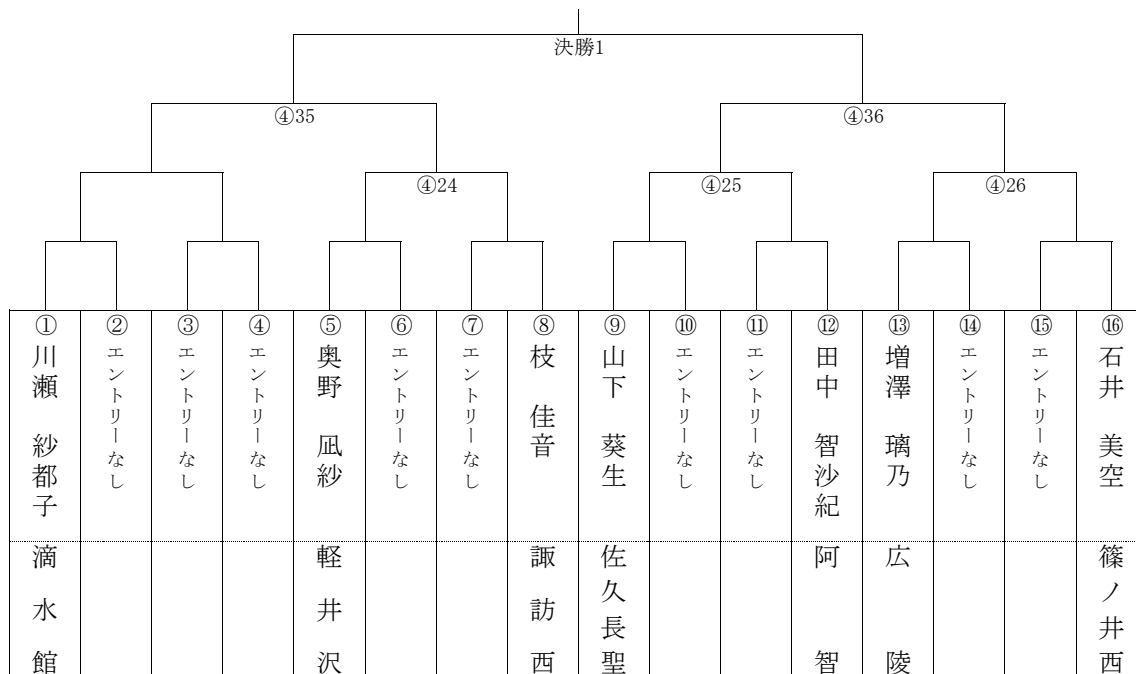 決勝1
④35
④36
④24
④25
④26
①
川瀬 紗都子
滴水館
②
エントリーなし
③
エントリーなし
④
エントリーなし
⑤
奥野 凪紗
軽井沢
⑥
エントリーなし
⑦
エントリーなし
⑧
枝 佳音
諏訪西
⑨
山下 葵生
佐久長聖
⑩
エントリーなし
⑪
エントリーなし
⑫
田中 智沙紀
阿智
⑬
増澤 璃乃
広陵
⑭
エントリーなし
⑮
エントリーなし
⑯
石井 美空
篠ノ井西